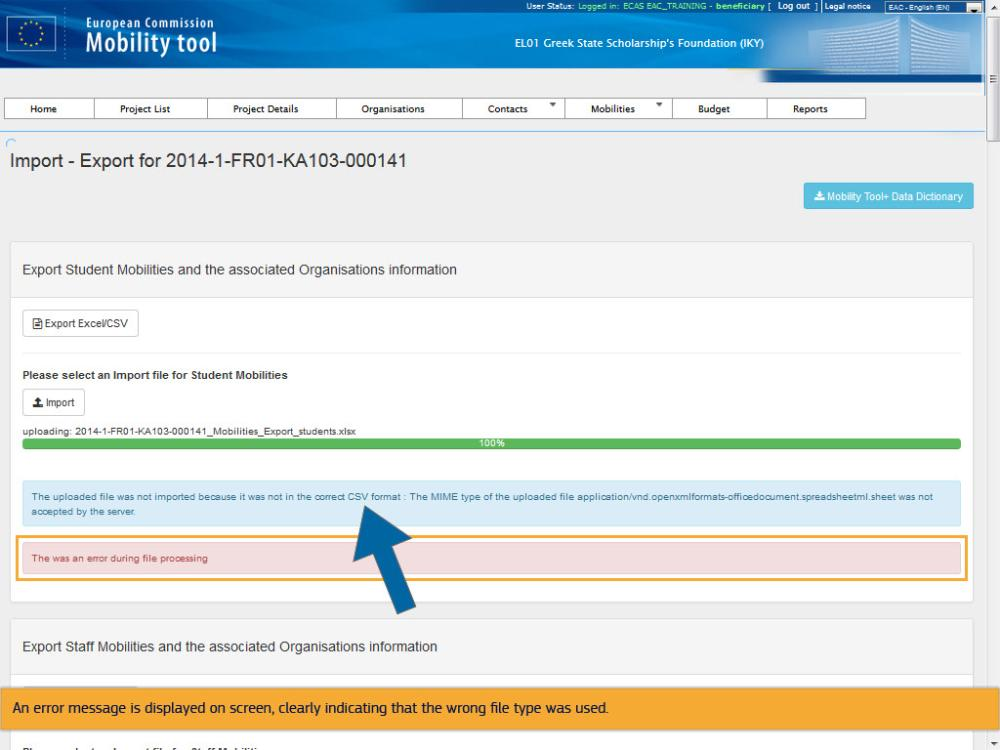 User Status: Logged in: ECAS EAC_TRAINING - beneficiary [ Log out ] Legal notice EAC - English (EN)
European Commission
Mobility tool
EL01 Greek State Scholarship's Foundation (IKY)
Home Project List Project Details Organisations Contacts Mobilities Budget Reports
Import - Export for 2014-1-FR01-KA103-000141
Mobility Tool+ Data Dictionary
Export Student Mobilities and the associated Organisations information
Export Excel/CSV
Please select an Import file for Student Mobilities
Import
uploading: 2014-1-FR01-KA103-000141_Mobilities_Export_students.xlsx
100%
The uploaded file was not imported because it was not in the correct CSV format : The MIME type of the uploaded file application/vnd.openxmlformats-officedocument.spreadsheetml.sheet was not
accepted by the server.
The was an error during file processing
Export Staff Mobilities and the associated Organisations information
An error message is displayed on screen, clearly indicating that the wrong file type was used.